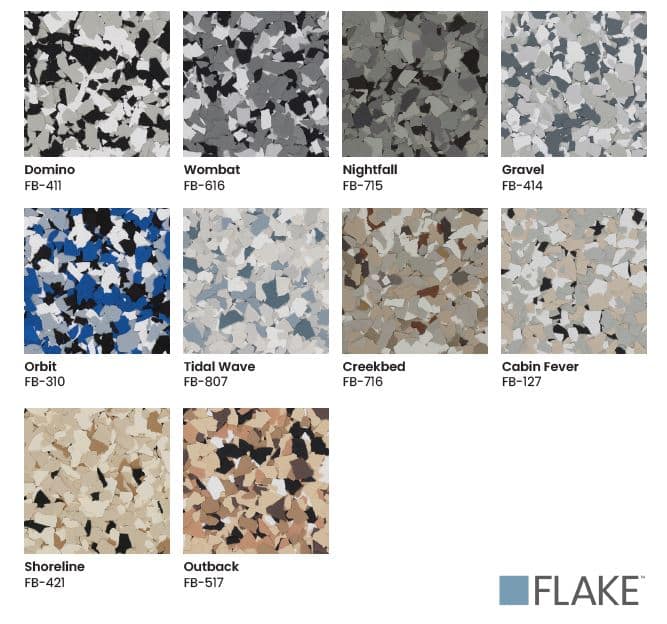 Domino
FB-411
Wombat
FB-616
Nightfall
FB-715
Gravel
FB-414
Orbit
FB-310
Tidal Wave
FB-807
Creekbed
FB-716
Cabin Fever
FB-127
Shoreline
FB-421
Outback
FB-517
FLAKE™